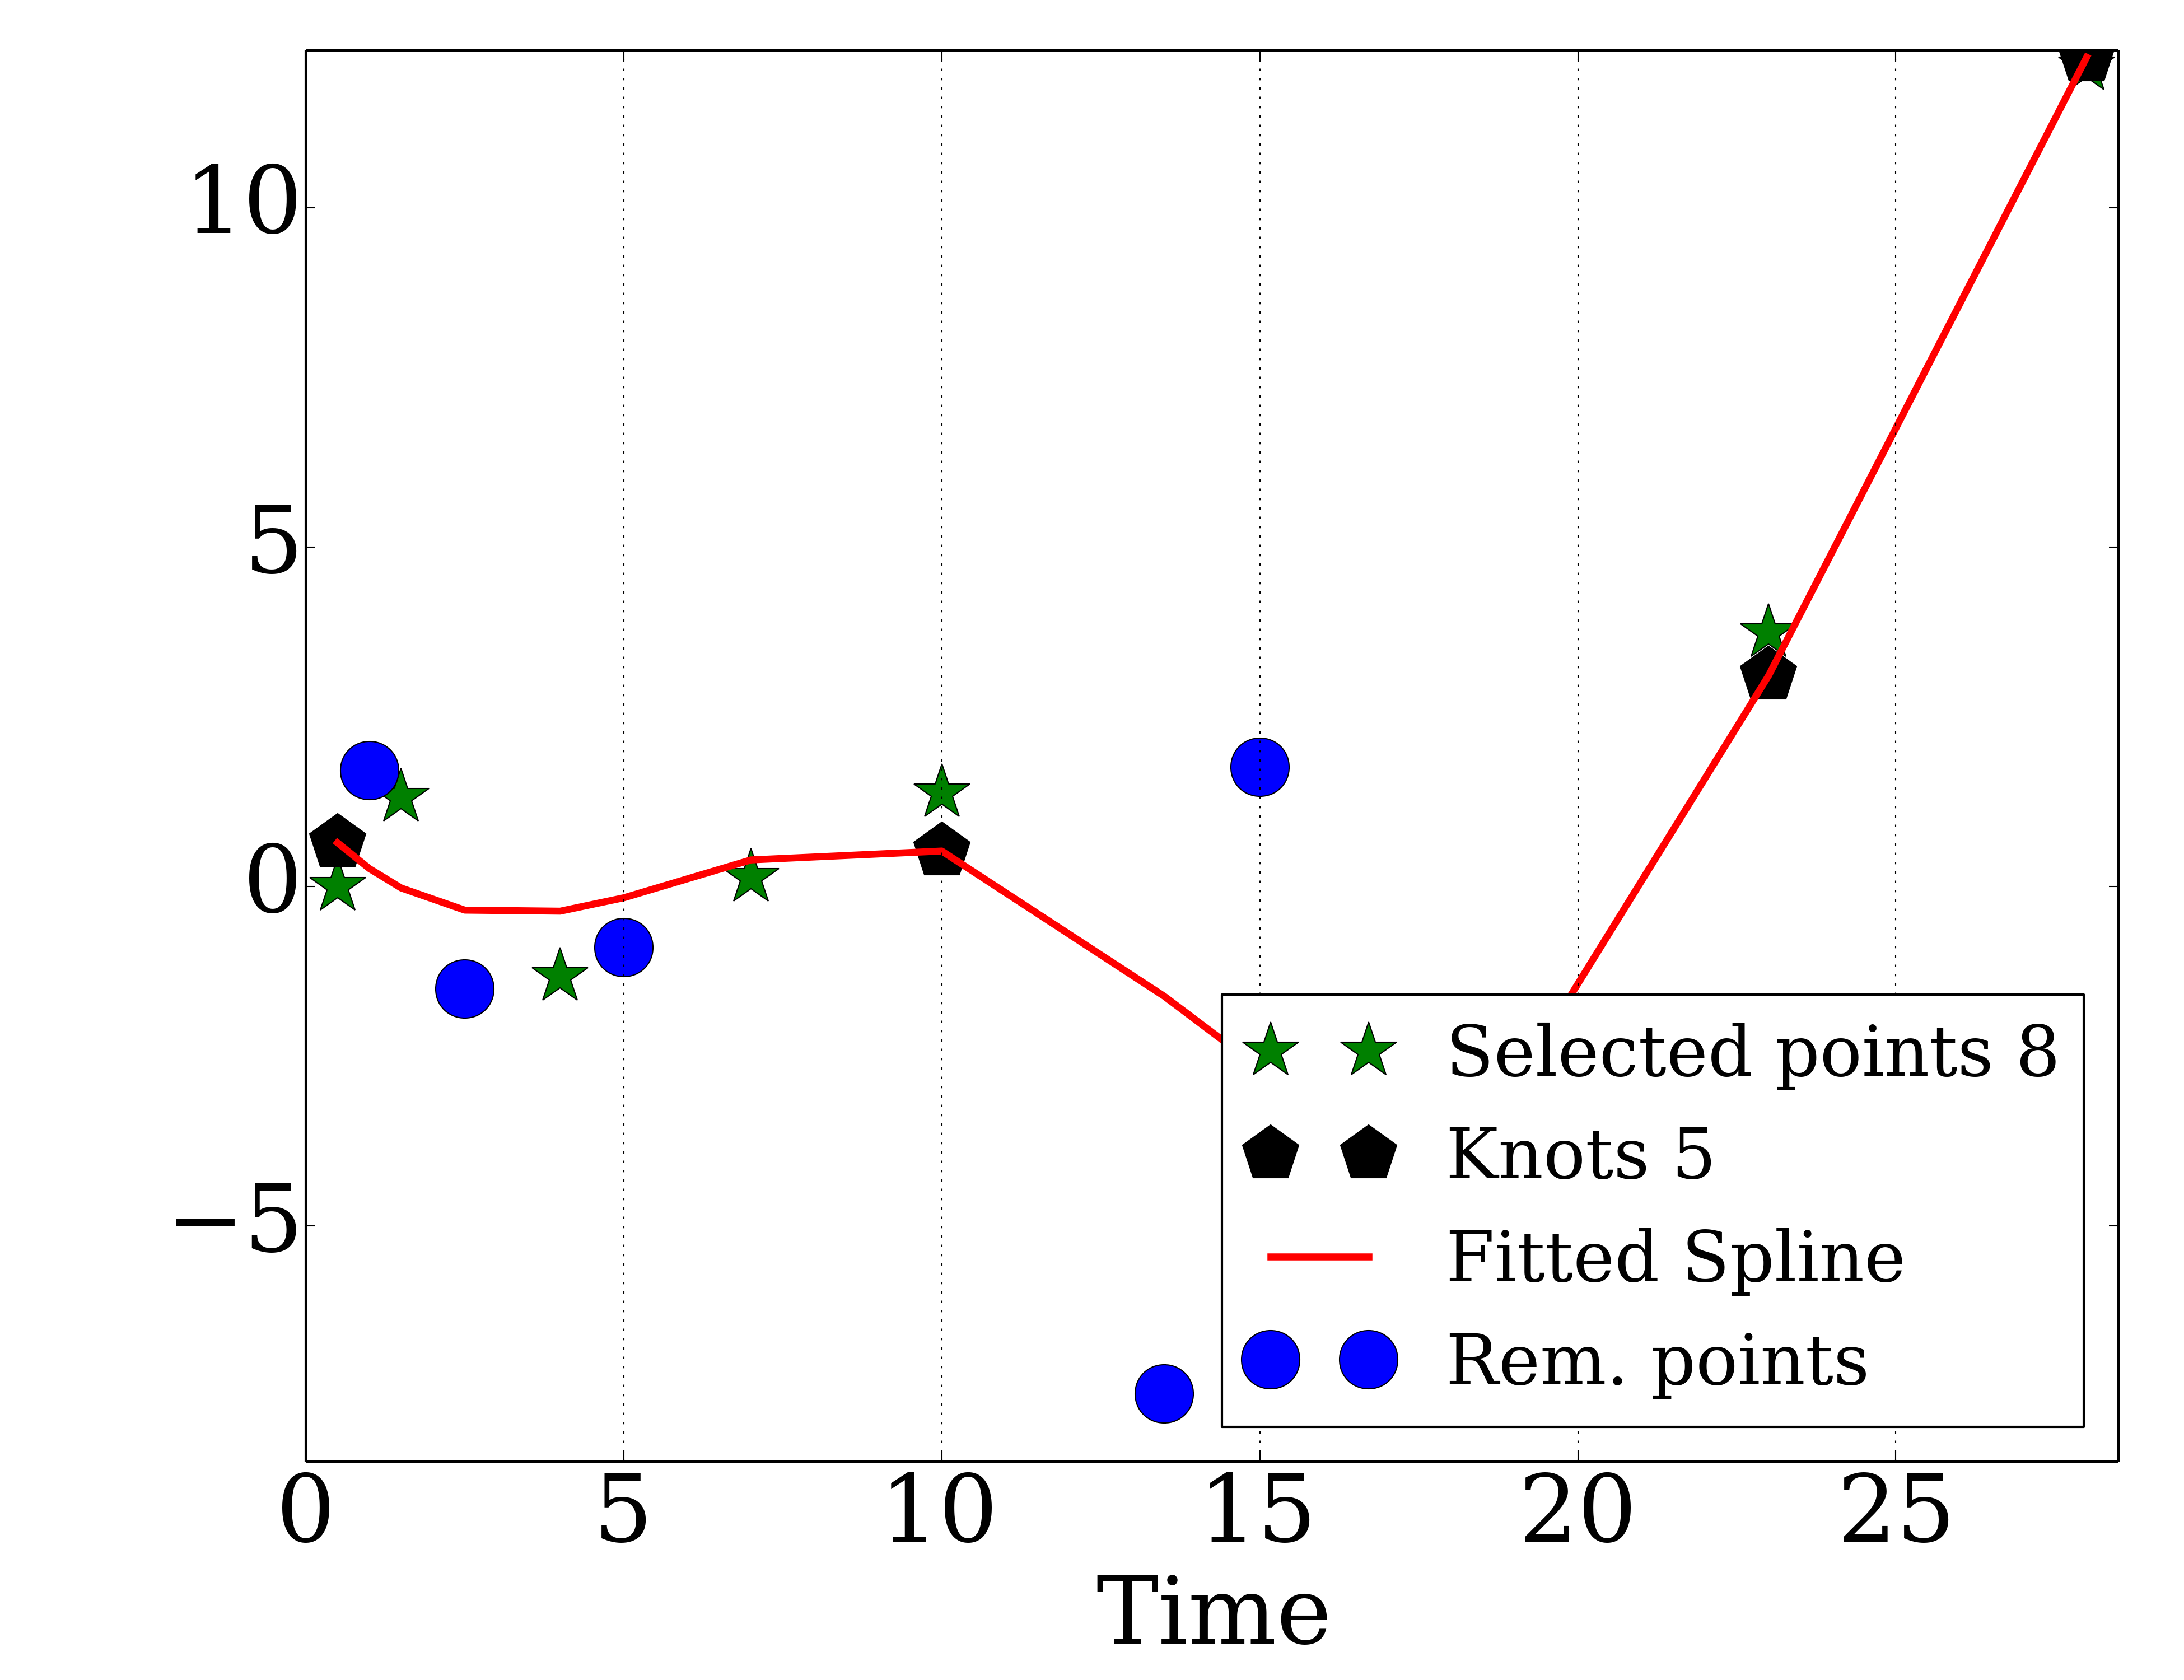 10
5
0
−5
Selected points 8
Knots 5
Fitted Spline
Rem. points
0 5 10 15 20 25
Time